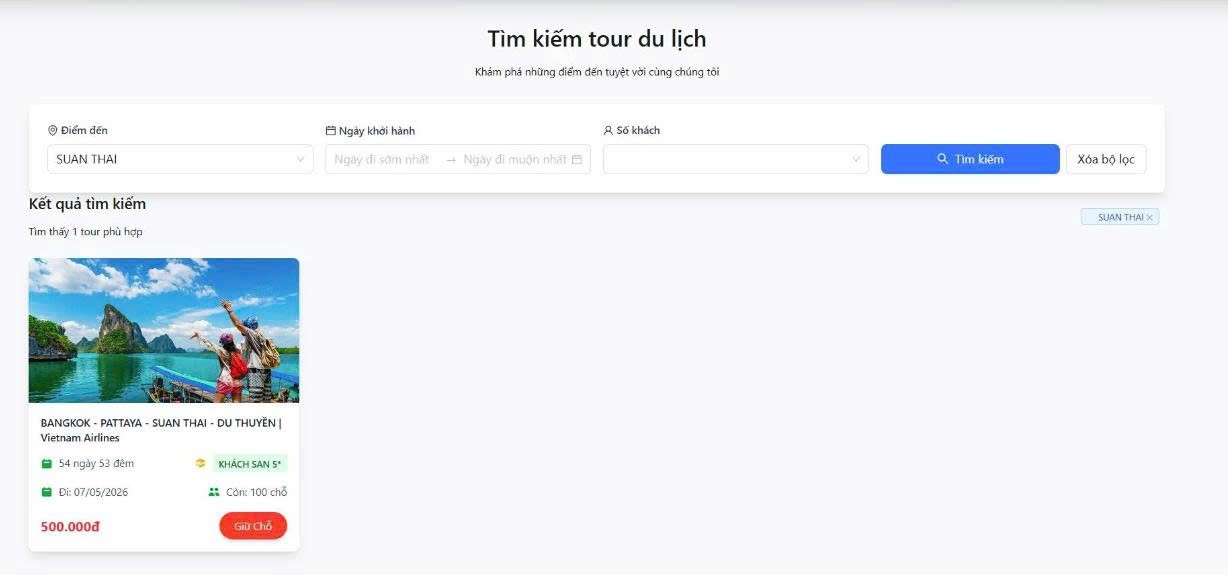 Tìm kiếm tour du lịch
Khám phá những điểm đến tuyệt vời cùng chúng tôi
Điểm đến
SUAN THAI
Ngày khởi hành
Ngày đi sớm nhất → Ngày đi muộn nhất
Số khách
Tìm kiếm
Xóa bộ lọc
Kết quả tìm kiếm
SUAN THAI ×
Tìm thấy 1 tour phù hợp
BANGKOK - PATTAYA - SUAN THAI - DU THUYỀN |
Vietnam Airlines
54 ngày 53 đêm
KHÁCH SAN 5*
Đi: 07/05/2026
Còn: 100 chỗ
500.000đ
Giữ Chỗ